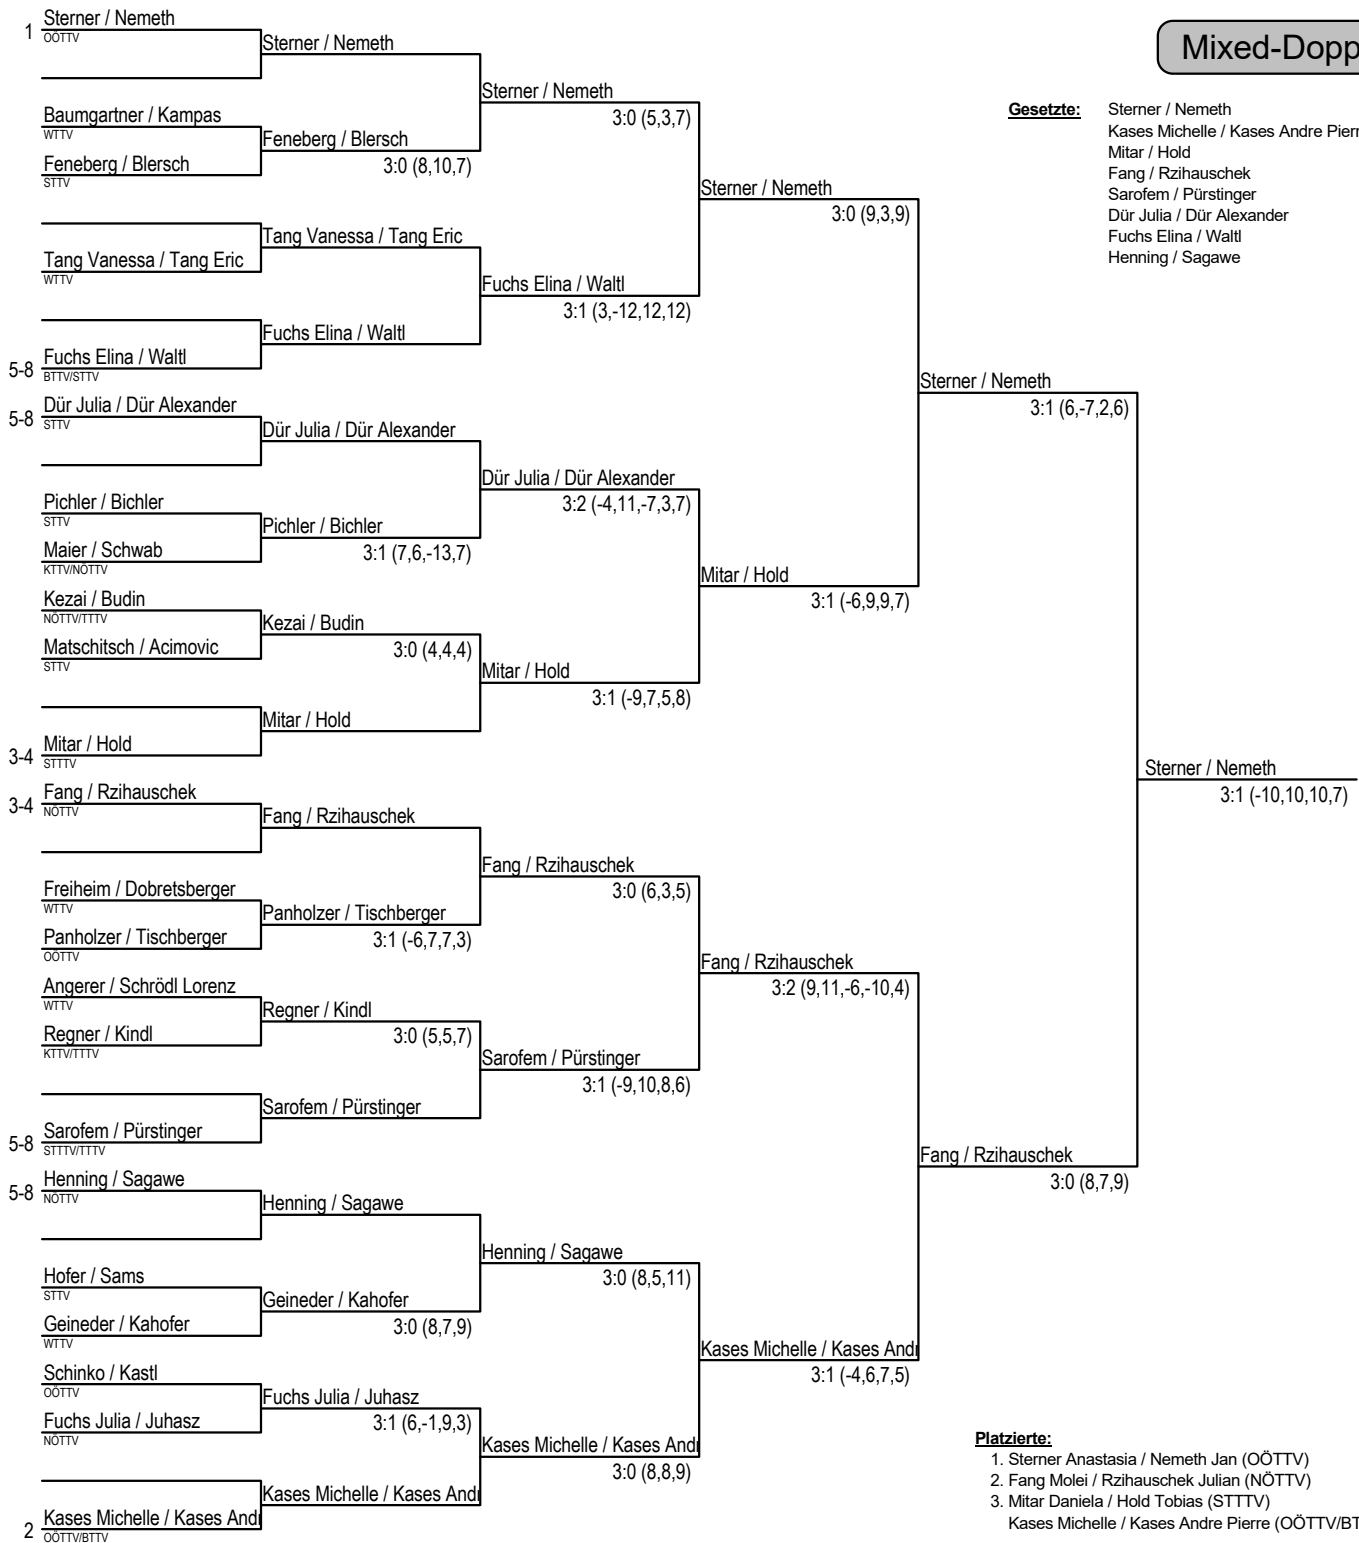 Mixed-Dopp
Gesetzte:
Sterner / Nemeth
Kases Michelle / Kases Andre Pierr
Mitar / Hold
Fang / Rzihauschek
Sarofem / Pürstinger
Dür Julia / Dür Alexander
Fuchs Elina / Waltl
Henning / Sagawe
1 Sterner / Nemeth
OÖTTV
Baumgartner / Kampas
WTTV
Feneberg / Blersch
STTV
Tang Vanessa / Tang Eric
WTTV
5-8 Fuchs Elina / Waltl
BTTV/STTV
5-8 Dür Julia / Dür Alexander
STTV
Pichler / Bichler
STTV
Maier / Schwab
KTTV/NÖTTV
Kezai / Budin
NÖTTV/TTTV
Matschitsch / Acimovic
STTV
3-4 Mitar / Hold
STTTV
3-4 Fang / Rzihauschek
NÖTTV
Freiheim / Dobretsberger
WTTV
Panholzer / Tischberger
OÖTTV
Angerer / Schrödl Lorenz
WTTV
Regner / Kindl
KTTV/TTTV
5-8 Sarofem / Pürstinger
STTTV/TTTV
5-8 Henning / Sagawe
NÖTTV
Hofer / Sams
STTV
Geineder / Kahofer
WTTV
Schinko / Kastl
OÖTTV
Fuchs Julia / Juhasz
NÖTTV
2 Kases Michelle / Kases Andr
OÖTTV/BTTV
Sterner / Nemeth
Feneberg / Blersch
3:0 (8,10,7)
Tang Vanessa / Tang Eric
Fuchs Elina / Waltl
Dür Julia / Dür Alexander
Pichler / Bichler
3:1 (7,6,-13,7)
Kezai / Budin
3:0 (4,4,4)
Mitar / Hold
Fang / Rzihauschek
Panholzer / Tischberger
3:1 (-6,7,7,3)
Regner / Kindl
3:0 (5,5,7)
Sarofem / Pürstinger
Henning / Sagawe
Geineder / Kahofer
3:0 (8,7,9)
Fuchs Julia / Juhasz
3:1 (6,-1,9,3)
Kases Michelle / Kases Andr
Sterner / Nemeth
3:0 (5,3,7)
Fuchs Elina / Waltl
3:1 (3,-12,12,12)
Dür Julia / Dür Alexander
3:2 (-4,11,-7,3,7)
Mitar / Hold
3:1 (-9,7,5,8)
Fang / Rzihauschek
3:0 (6,3,5)
Sarofem / Pürstinger
3:1 (-9,10,8,6)
Henning / Sagawe
3:0 (8,5,11)
Kases Michelle / Kases Andr
3:0 (8,8,9)
Sterner / Nemeth
3:0 (9,3,9)
Mitar / Hold
3:1 (-6,9,9,7)
Fang / Rzihauschek
3:2 (9,11,-6,-10,4)
Kases Michelle / Kases Andr
3:1 (-4,6,7,5)
Sterner / Nemeth
3:1 (6,-7,2,6)
Fang / Rzihauschek
3:0 (8,7,9)
Sterner / Nemeth
3:1 (-10,10,10,7)
Platzierte:
1. Sterner Anastasia / Nemeth Jan (OÖTTV)
2. Fang Molei / Rzihauschek Julian (NÖTTV)
3. Mitar Daniela / Hold Tobias (STTTV)
Kases Michelle / Kases Andre Pierre (OÖTTV/BT